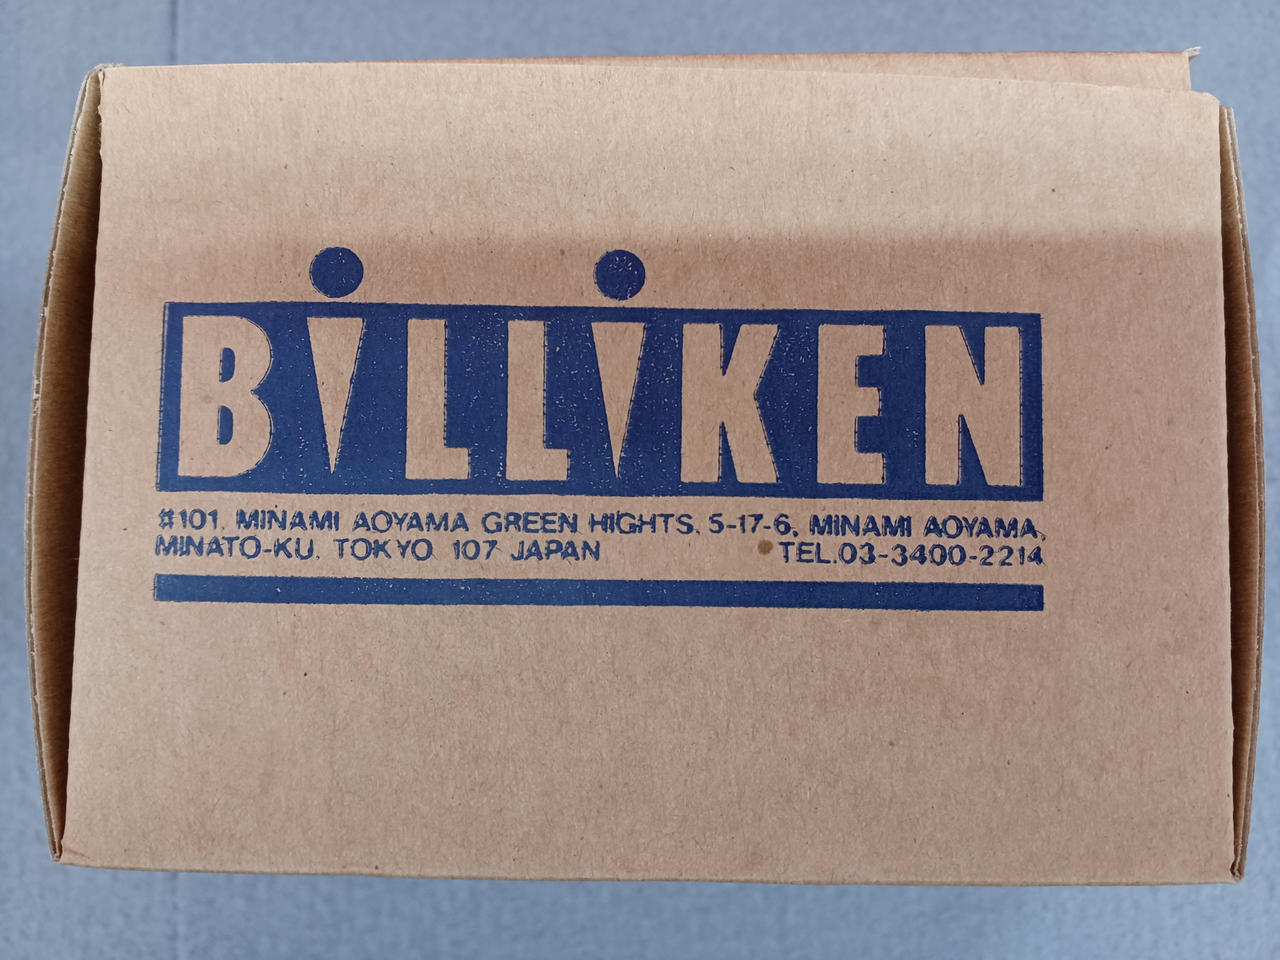 BiLLiKEN
#101, MINAMI AOYAMA GREEN HIGHTS, 5-17-6, MINAMI AOYAMA,
MINATO-KU, TOKYO 107 JAPAN TEL.03-3400-2214